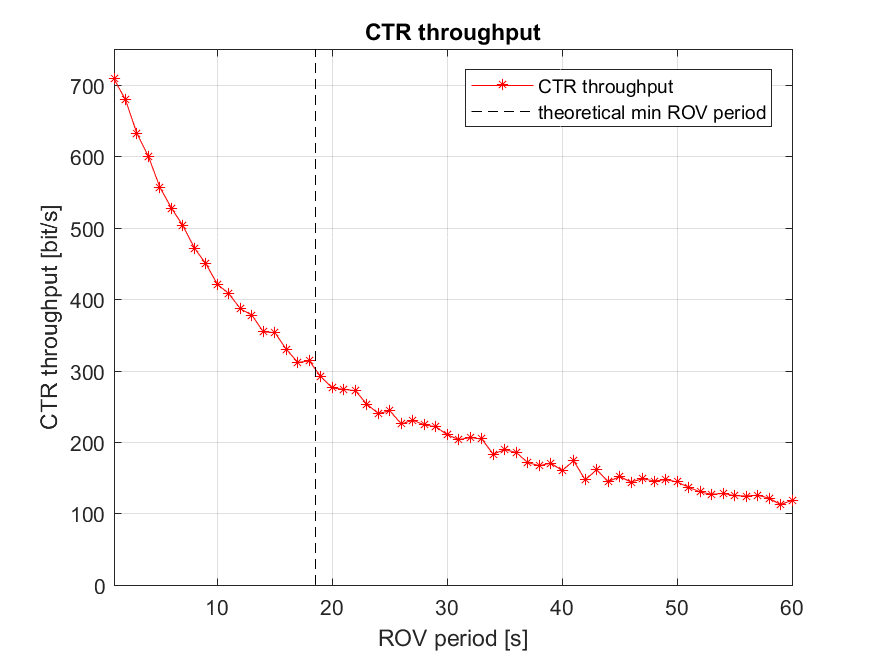 CTR throughput
CTR throughput
theoretical min ROV period
CTR throughput [bit/s]
700
600
500
400
300
200
100
0
10
20
30
40
50
60
ROV period [s]